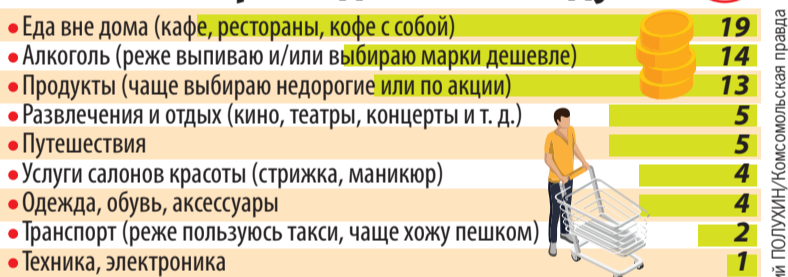 • Еда вне дома (кафе, рестораны, кофе с собой) 19
• Алкоголь (реже выпиваю и/или выбираю марки дешевле) 14
• Продукты (чаще выбираю недорогие или по акции) 13
• Развлечения и отдых (кино, театры, концерты и т. д.) 5
• Путешествия 5
• Услуги салонов красоты (стрижка, маникюр) 4
• Одежда, обувь, аксессуары 4
• Транспорт (реже пользуюсь такси, чаще хожу пешком) 2
• Техника, электроника 1
ПОЛУХИН/Комсомольская правда